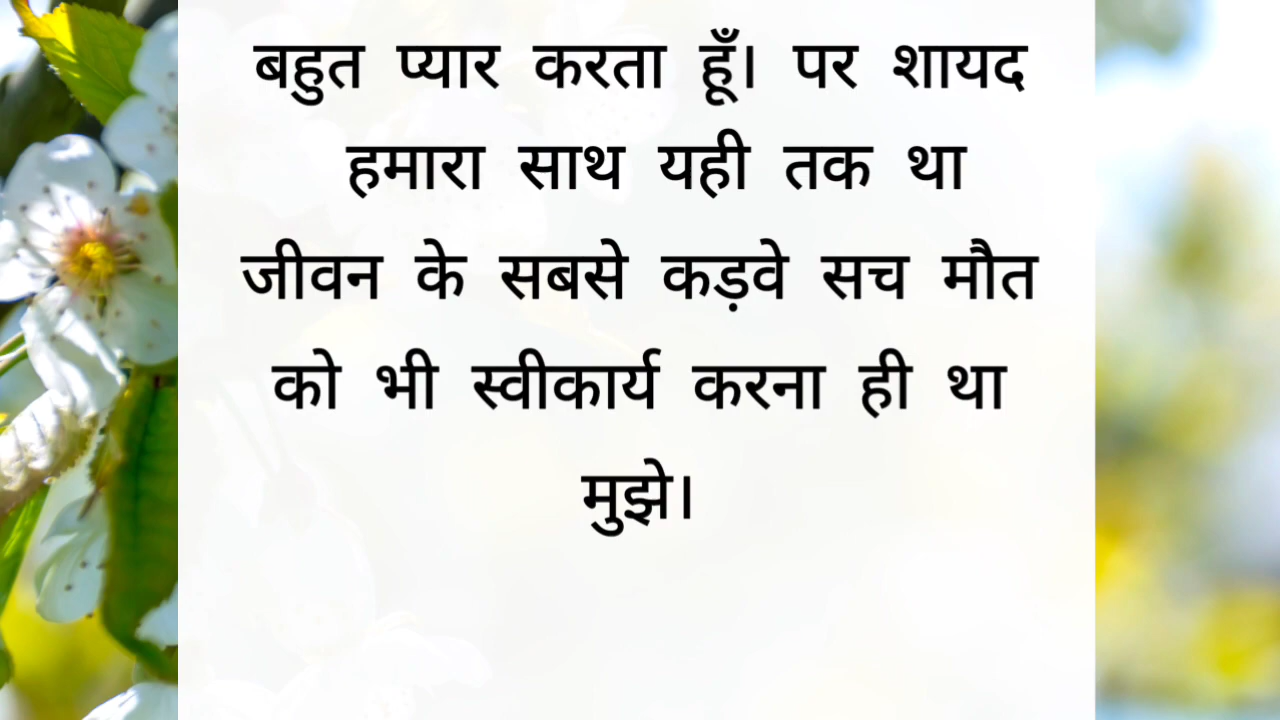 बहुत प्यार करता हूँ। पर शायद
हमारा साथ यही तक था
जीवन के सबसे कड़वे सच मौत
को भी स्वीकार्य करना ही था
मुझे।